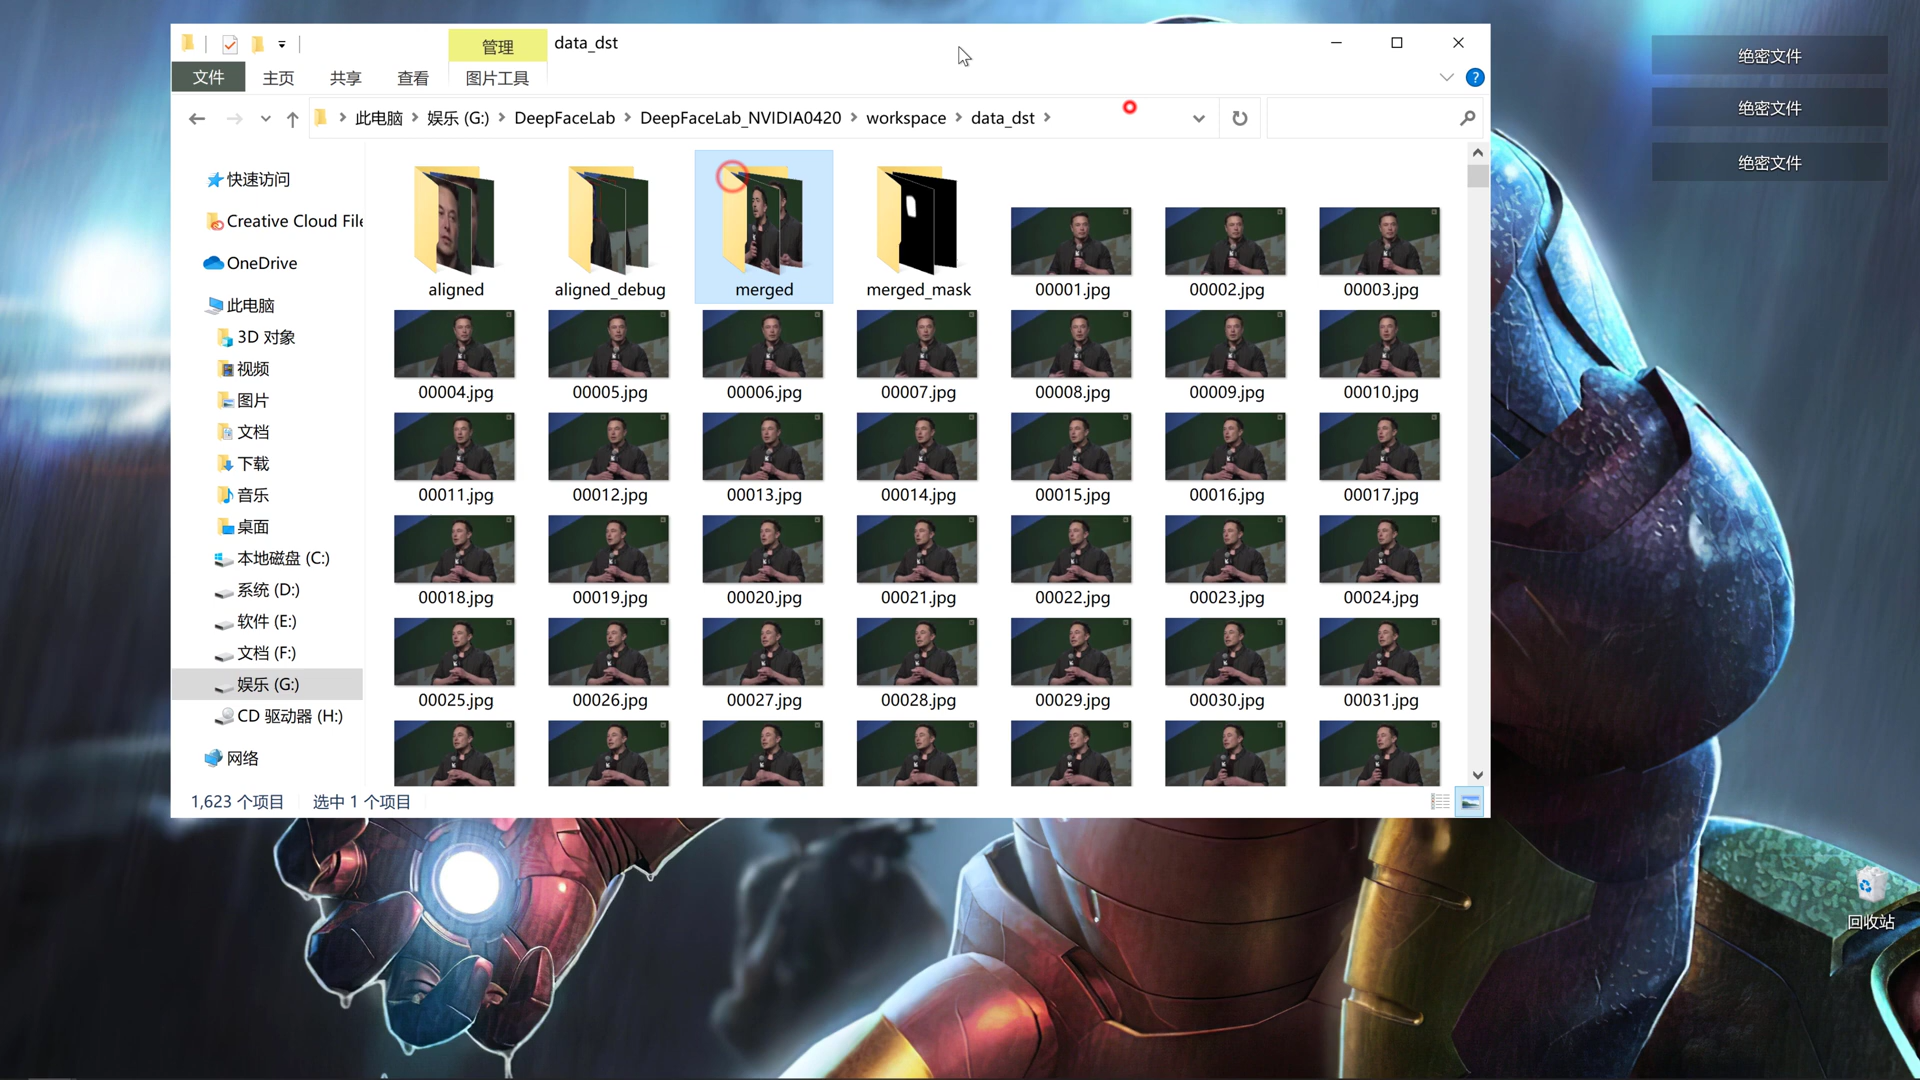 管理
data_dst
文件
主页
共享
查看
图片工具
此电脑 娱乐 (G:) DeepFaceLab DeepFaceLab_NVIDIA0420 workspace data_dst
绝密文件
绝密文件
绝密文件
快速访问
Creative Cloud File
OneDrive
此电脑
3D 对象
视频
图片
文档
下载
音乐
桌面
本地磁盘 (C:)
系统 (D:)
软件 (E:)
文档 (F:)
娱乐 (G:)
CD 驱动器 (H:)
网络
aligned aligned_debug merged merged_mask 00001.jpg 00002.jpg 00003.jpg
00004.jpg 00005.jpg 00006.jpg 00007.jpg 00008.jpg 00009.jpg 00010.jpg
00011.jpg 00012.jpg 00013.jpg 00014.jpg 00015.jpg 00016.jpg 00017.jpg
00018.jpg 00019.jpg 00020.jpg 00021.jpg 00022.jpg 00023.jpg 00024.jpg
00025.jpg 00026.jpg 00027.jpg 00028.jpg 00029.jpg 00030.jpg 00031.jpg
1,623 个项目 选中 1 个项目
回收站